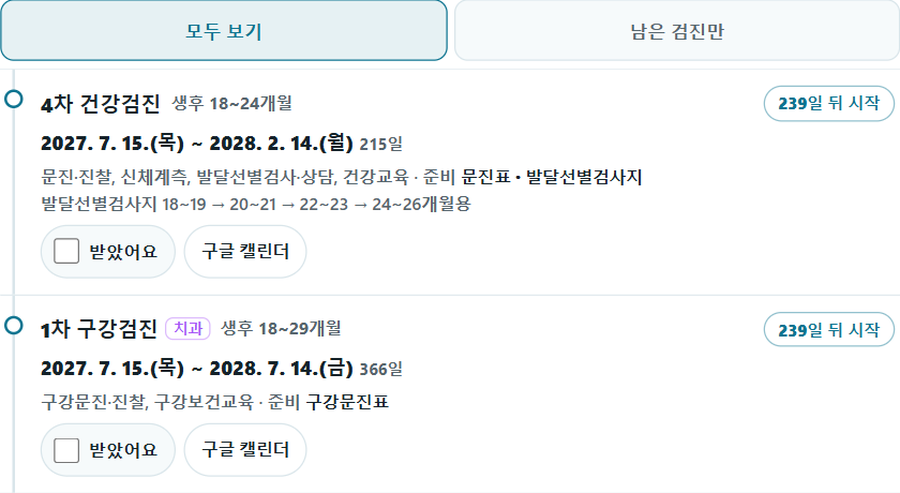 모두 보기
남은 검진만
4차 건강검진 생후 18~24개월
239일 뒤 시작
2027. 7. 15.(목) ~ 2028. 2. 14.(월) 215일
문진·진찰, 신체계측, 발달선별검사·상담, 건강교육 · 준비 문진표 · 발달선별검사지
발달선별검사지 18~19 → 20~21 → 22~23 → 24~26개월용
받았어요
구글 캘린더
1차 구강검진 치과 생후 18~29개월
239일 뒤 시작
2027. 7. 15.(목) ~ 2028. 7. 14.(금) 366일
구강문진·진찰, 구강보건교육 · 준비 구강문진표
받았어요
구글 캘린더